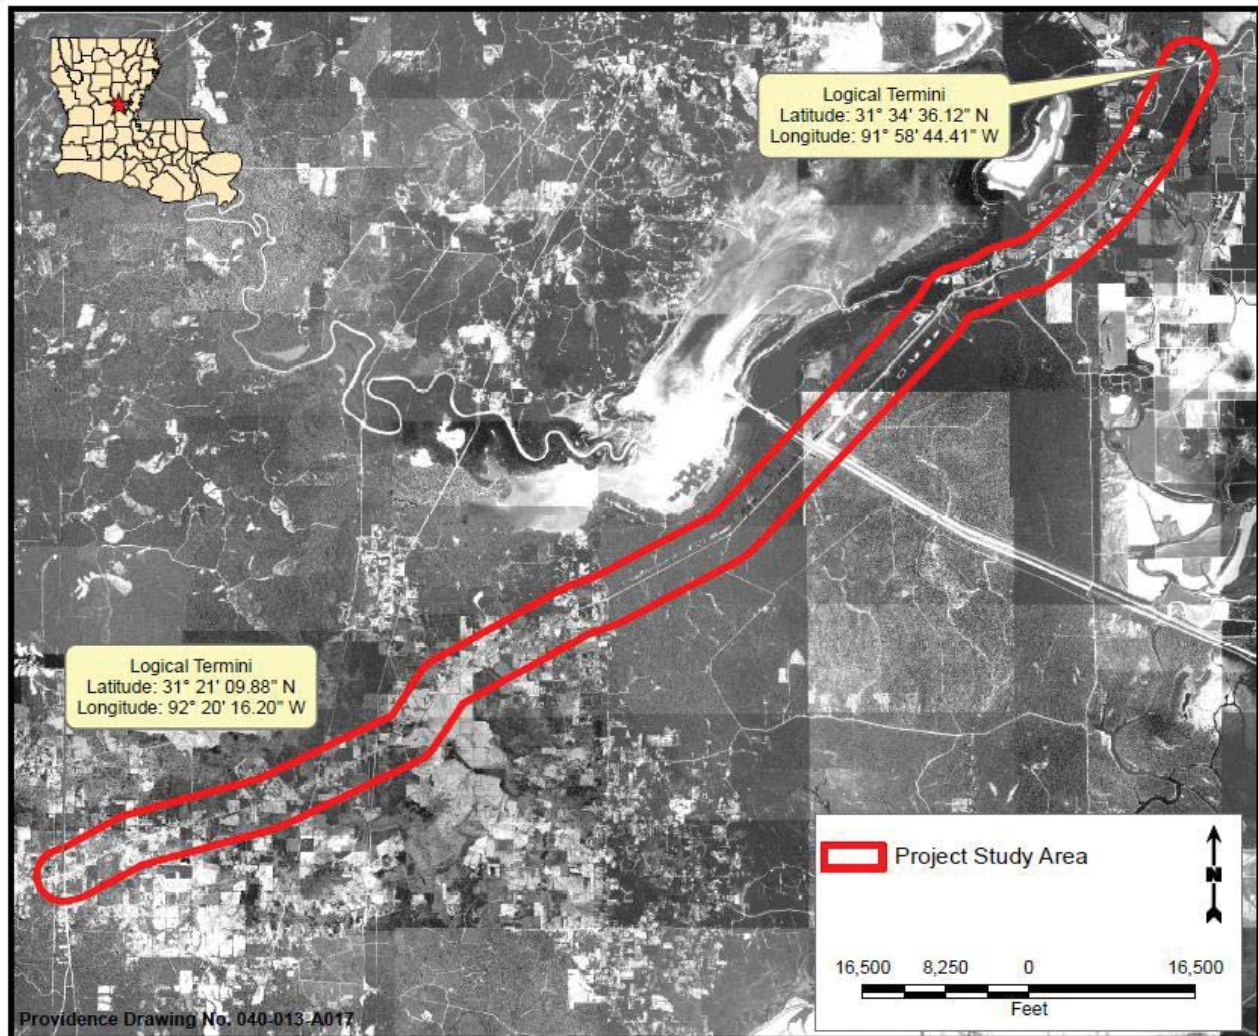 Logical Termini
Latitude: 31° 34' 36.12" N
Longitude: 91° 58' 44.41" W
Logical Termini
Latitude: 31° 21' 09.88" N
Longitude: 92° 20' 16.20" W
Project Study Area
N
16,500 8,250 0 16,500
Feet
Providence Drawing No. 040-013-A017